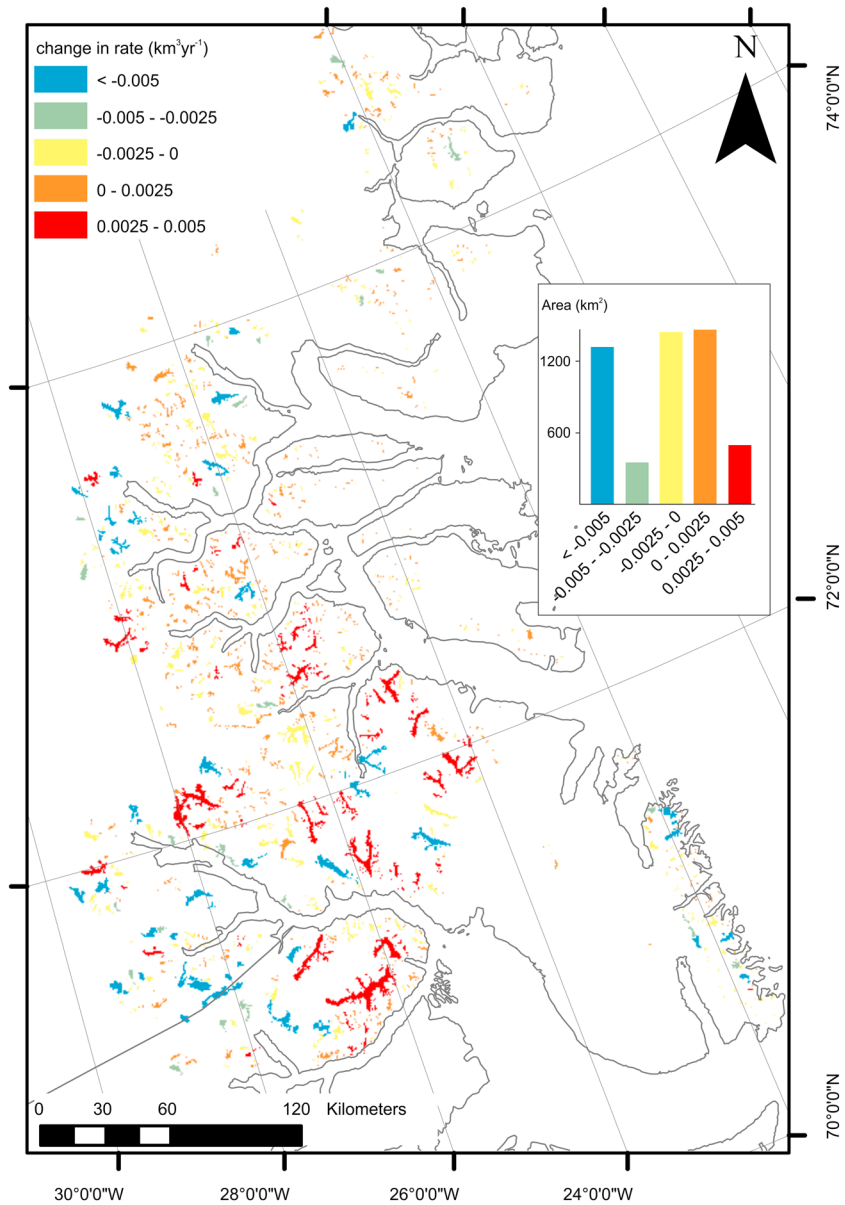 change in rate (km³yr⁻¹)
< -0.005
-0.005 - -0.0025
-0.0025 - 0
0 - 0.0025
0.0025 - 0.005
N
74°0'0"N
Area (km²)
1200
600
< -0.005
-0.005 - -0.0025
-0.0025 - 0
0 - 0.0025
0.0025 - 0.005
72°0'0"N
70°0'0"N
0 30 60 120 Kilometers
30°0'0"W 28°0'0"W 26°0'0"W 24°0'0"W